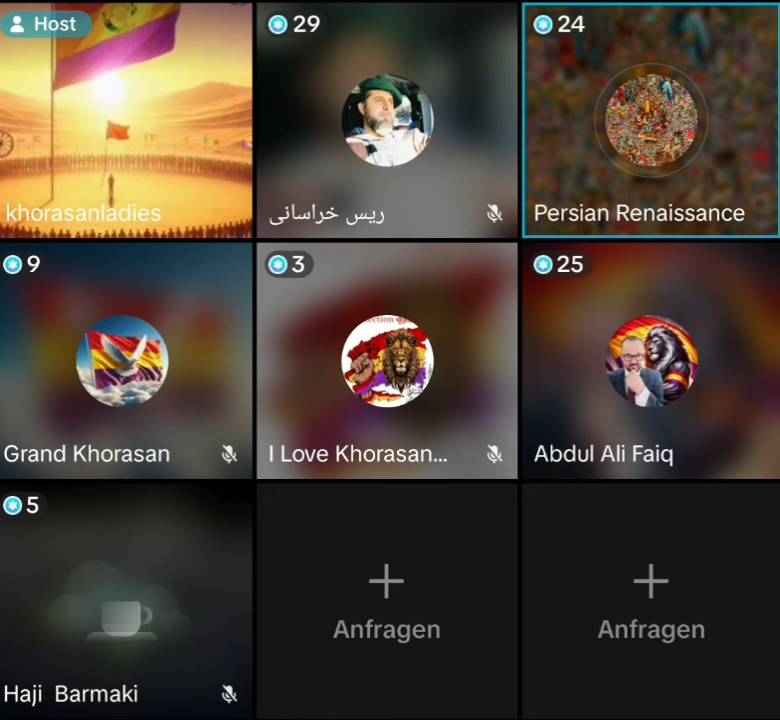 Host
khorasanladies
29
ریس خراسانی
24
Persian Renaissance
9
Grand Khorasan
3
I Love Khorasan...
25
Abdul Ali Faiq
5
Haji Barmaki
Anfragen
Anfragen